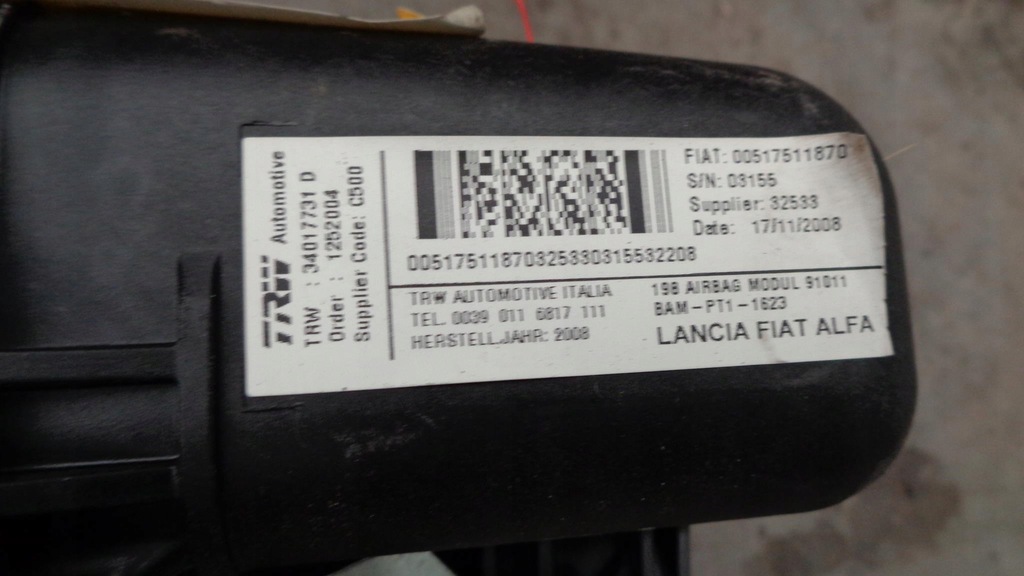 TRW Automotive
TRW : 34017731 D
Order : 1252004
Supplier Code: C500
FIAT: 00517511870
S/N: 03155
Supplier: 32533
Date: 17/11/2008
00517511870325330315532208
TRW AUTOMOTIVE ITALIA
TEL. 0039 011 6817 111
HERSTELL.JAHR: 2008
198 AIRBAG MODUL 91011
BAM-PT1-1623
LANCIA FIAT ALFA